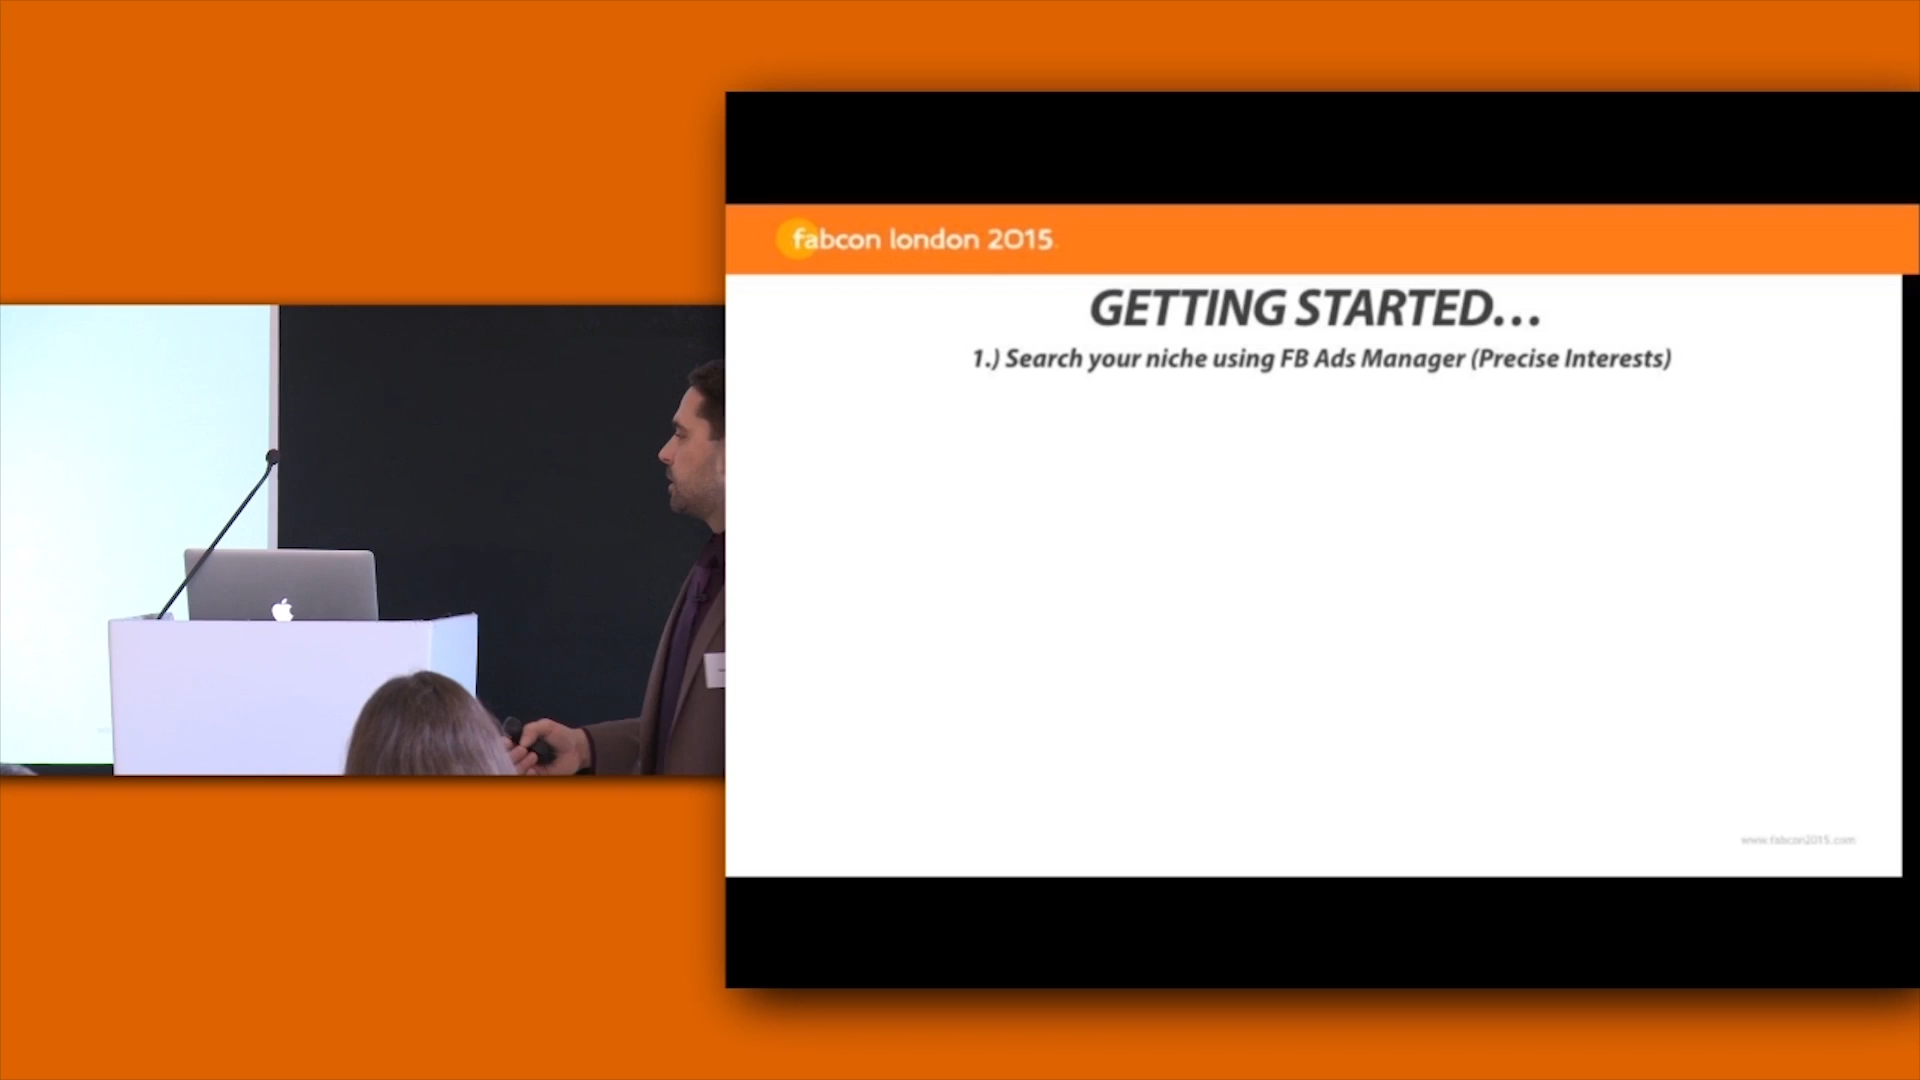 fabcon london 2015
GETTING STARTED...
1.) Search your niche using FB Ads Manager (Precise Interests)
www.fabcon2015.com